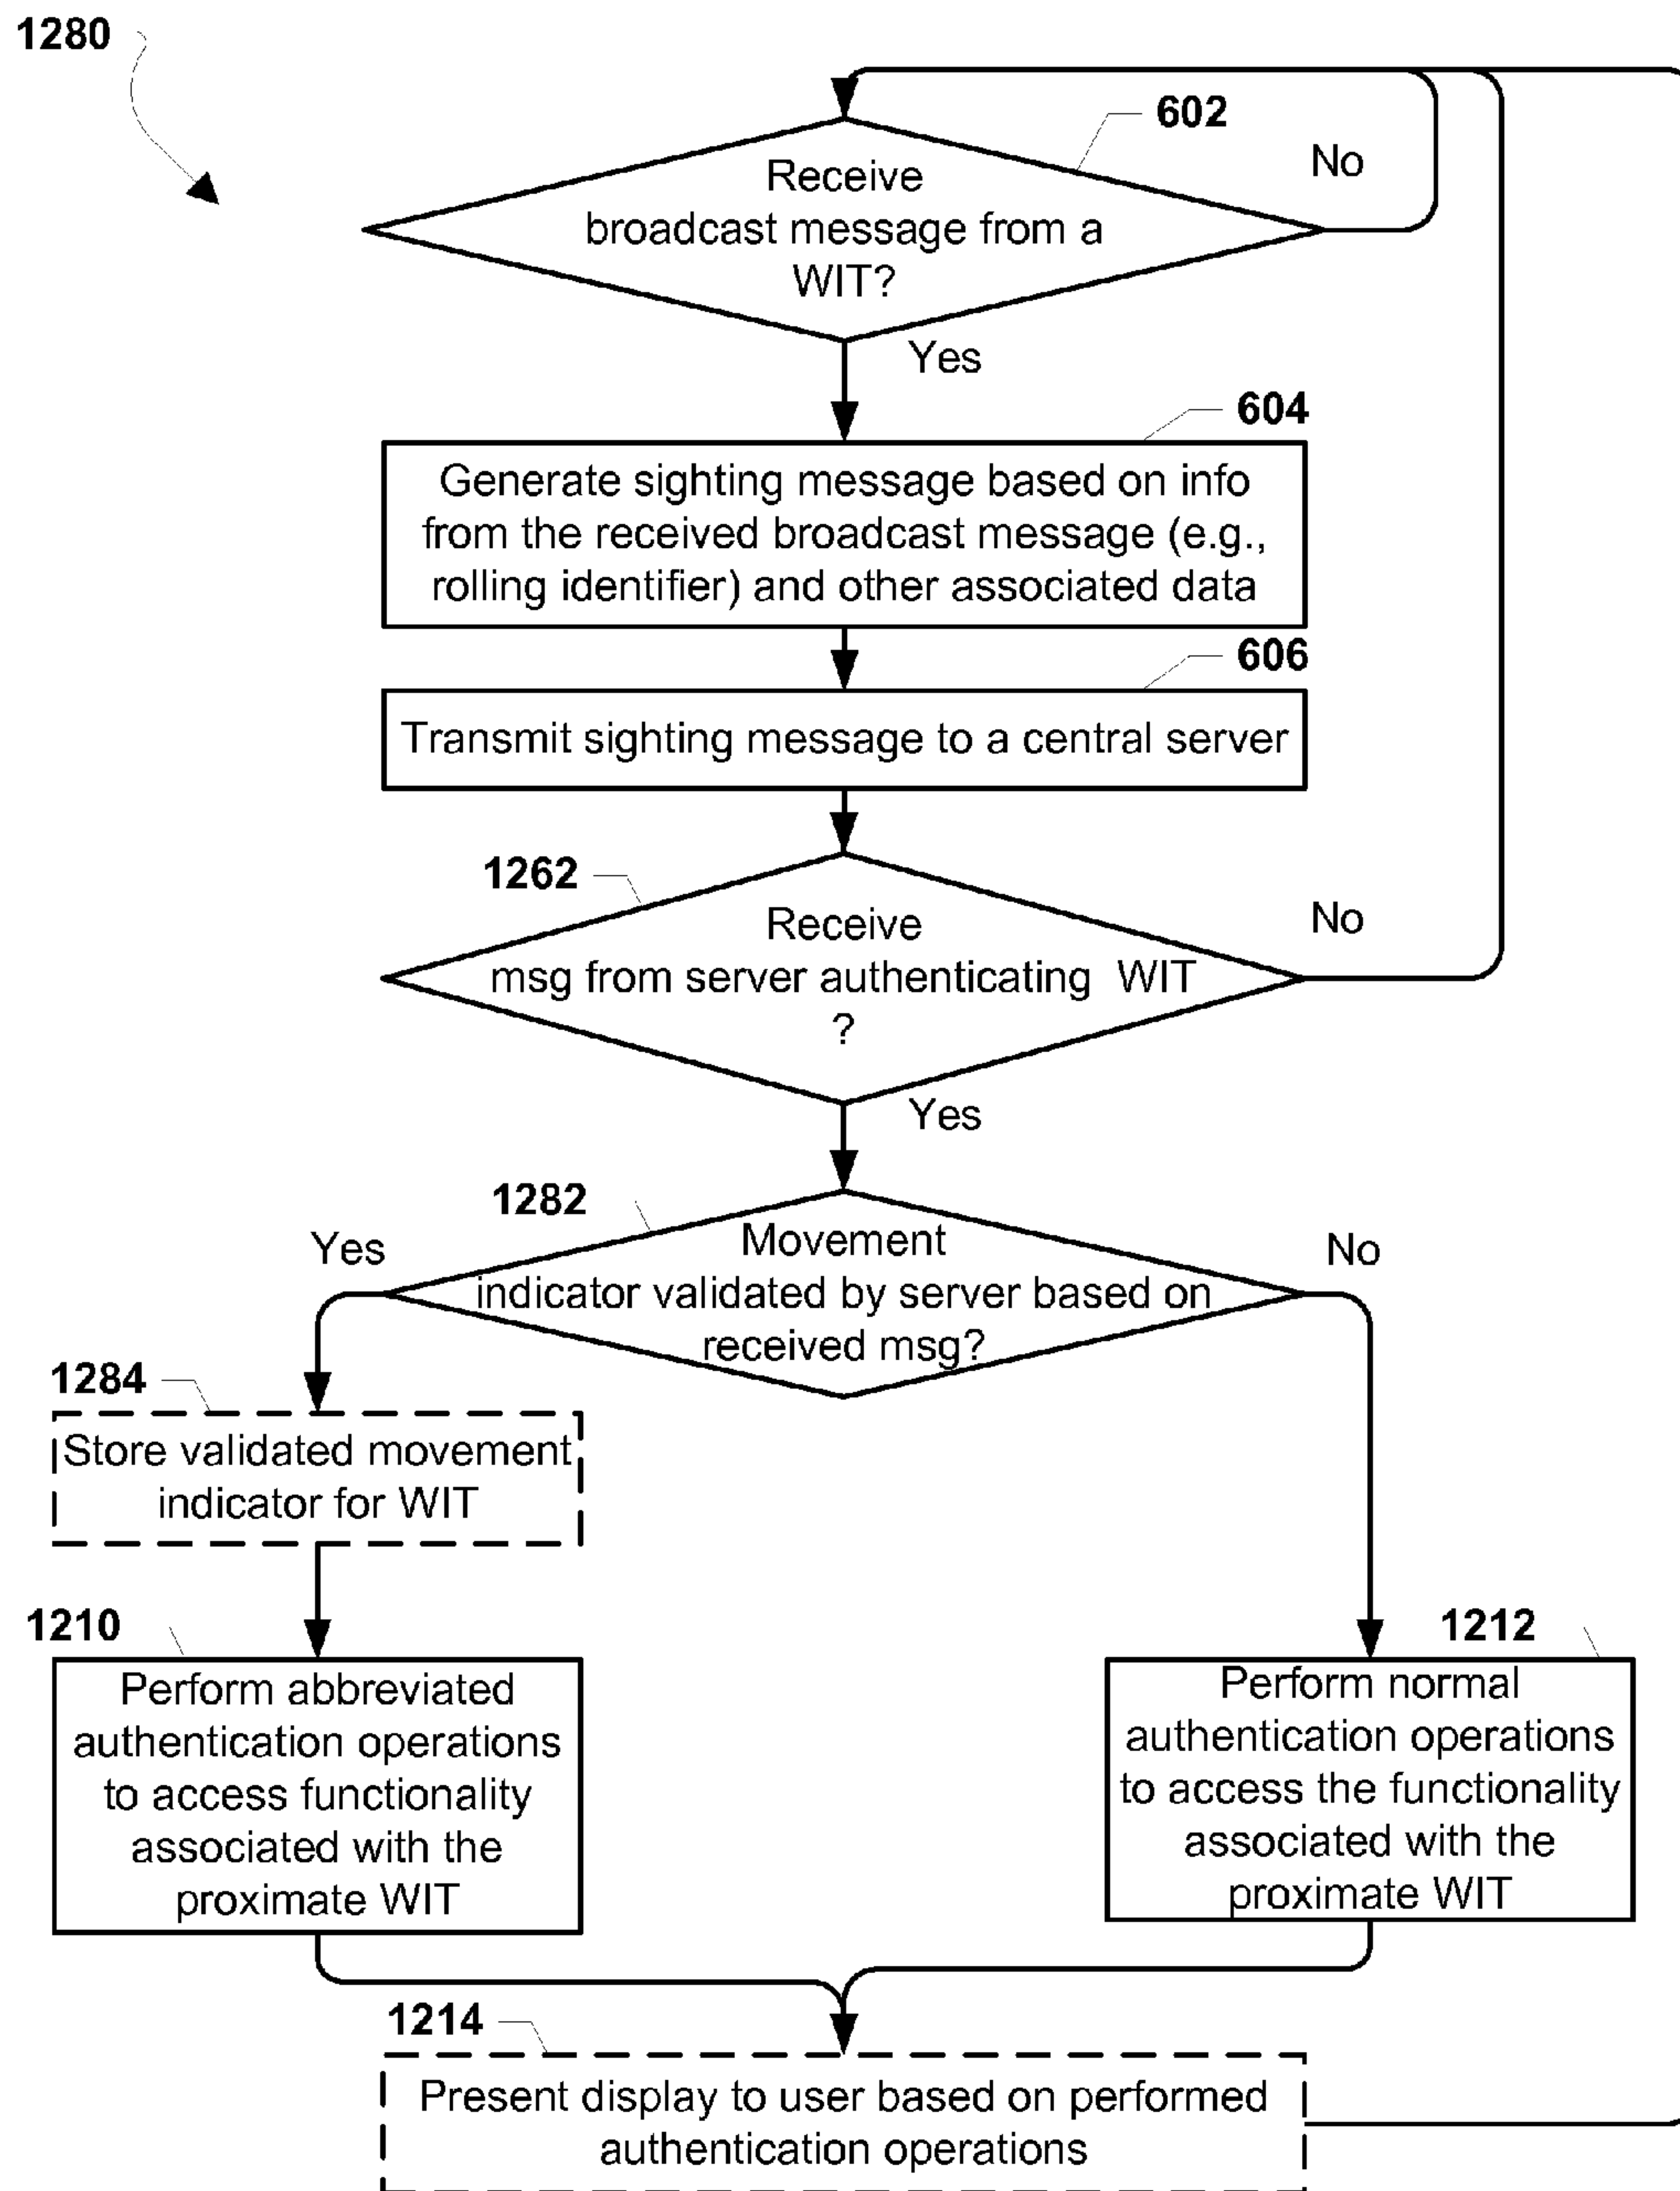 1280
602
Receive
broadcast message from a
WIT?
No
Yes
604
Generate sighting message based on info
from the received broadcast message (e.g.,
rolling identifier) and other associated data
606
Transmit sighting message to a central server
1262
Receive
msg from server authenticating WIT
?
No
Yes
1282
Movement
indicator validated by server based on
received msg?
Yes
No
1284
Store validated movement
indicator for WIT
1210
Perform abbreviated
authentication operations
to access functionality
associated with the
proximate WIT
1212
Perform normal
authentication operations
to access the functionality
associated with the
proximate WIT
1214
Present display to user based on performed
authentication operations